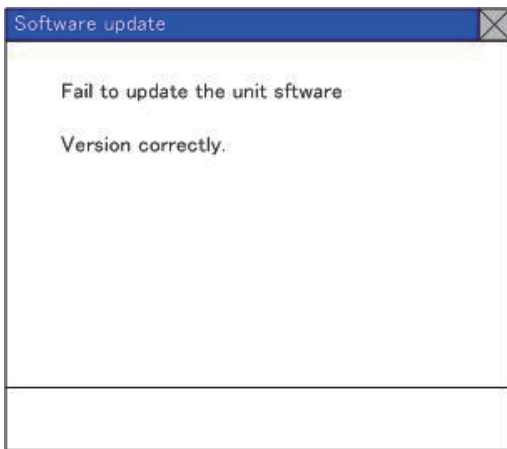 Software update
Fail to update the unit sftware
Version correctly.